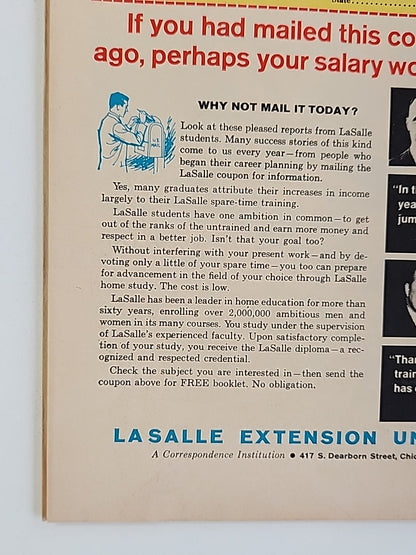 Date.....
If you had mailed this co
ago, perhaps your salary wo
WHY NOT MAIL IT TODAY?
U.S.
MAIL
Look at these pleased reports from LaSalle
students. Many success stories of this kind
come to us every year—from people who
began their career planning by mailing the
LaSalle coupon for information.
Yes, many graduates attribute their increases in income
largely to their LaSalle spare-time training.
LaSalle students have one ambition in common—to get
out of the ranks of the untrained and earn more money and
respect in a better job. Isn't that your goal too?
Without interfering with your present work—and by de-
voting only a little of your spare time—you too can prepare
for advancement in the field of your choice through LaSalle
home study. The cost is low.
LaSalle has been a leader in home education for more than
sixty years, enrolling over 2,000,000 ambitious men and
women in its many courses. You study under the supervision
of LaSalle's experienced faculty. Upon satisfactory comple-
tion of your study, you receive the LaSalle diploma—a rec-
ognized and respected credential.
Check the subject you are interested in—then send the
coupon above for FREE booklet. No obligation.
"In t
yea
jum
"Tha
train
has
LASALLE EXTENSION UN
A Correspondence Institution • 417 S. Dearborn Street, Chic